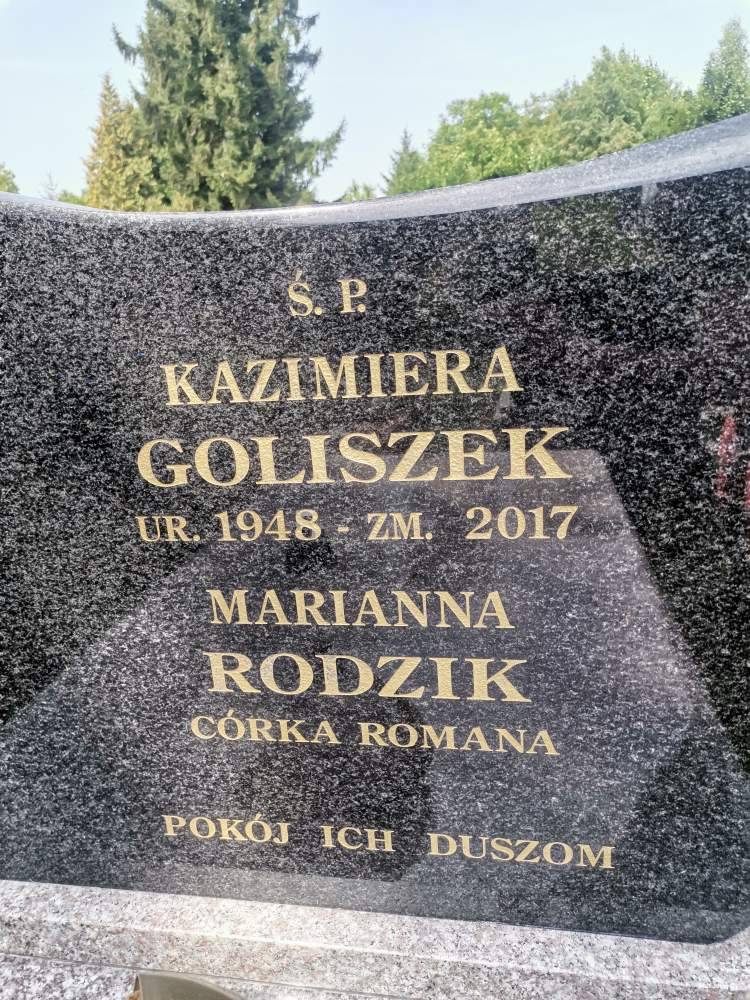 Ś. P.
KAZIMIERA
GOLISZEK
UR. 1948 - ZM. 2017
MARIANNA
RODZIK
CÓRKA ROMANA
POKÓJ ICH DUSZOM